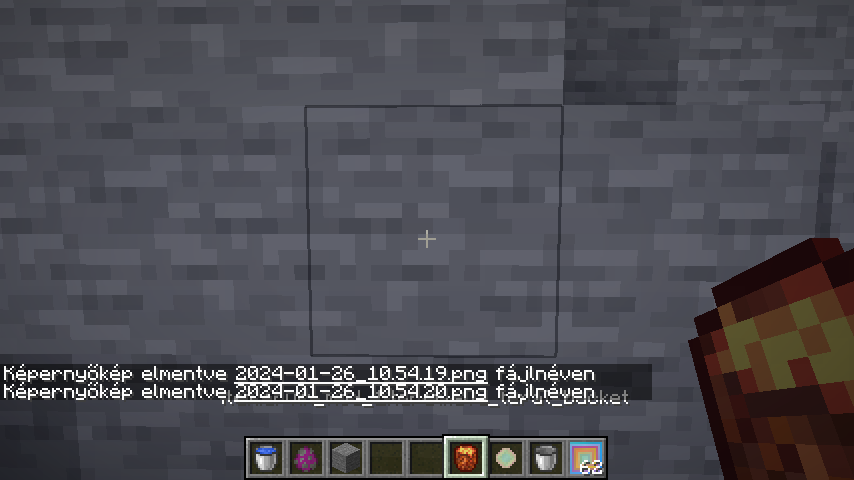 Képernyőkép elmentve 2024-01-26_10.54.19.png fájlnéven
Képernyőkép elmentve 2024-01-26_10.54.20.png fájlnéven
62